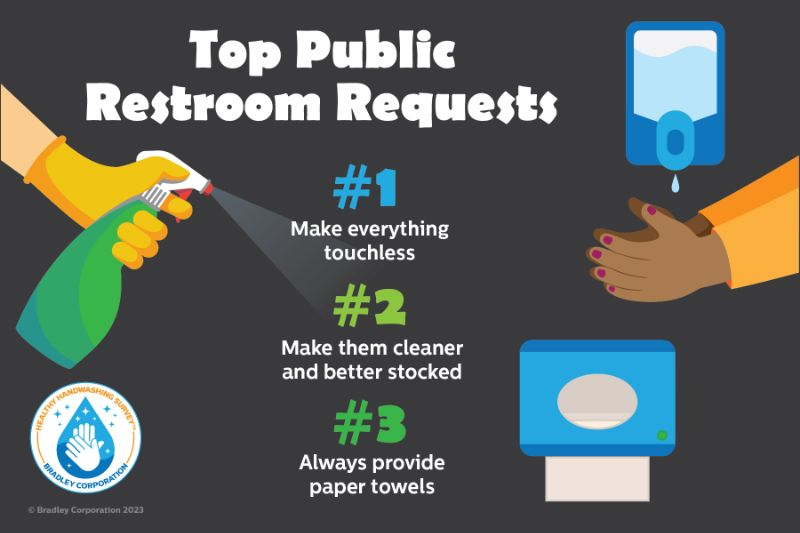 Top Public
Restroom Requests
#1
Make everything
touchless
#2
Make them cleaner
and better stocked
#3
Always provide
paper towels
HEALTHY HANDWASHING SURVEY™
BRADLEY CORPORATION
© Bradley Corporation 2023